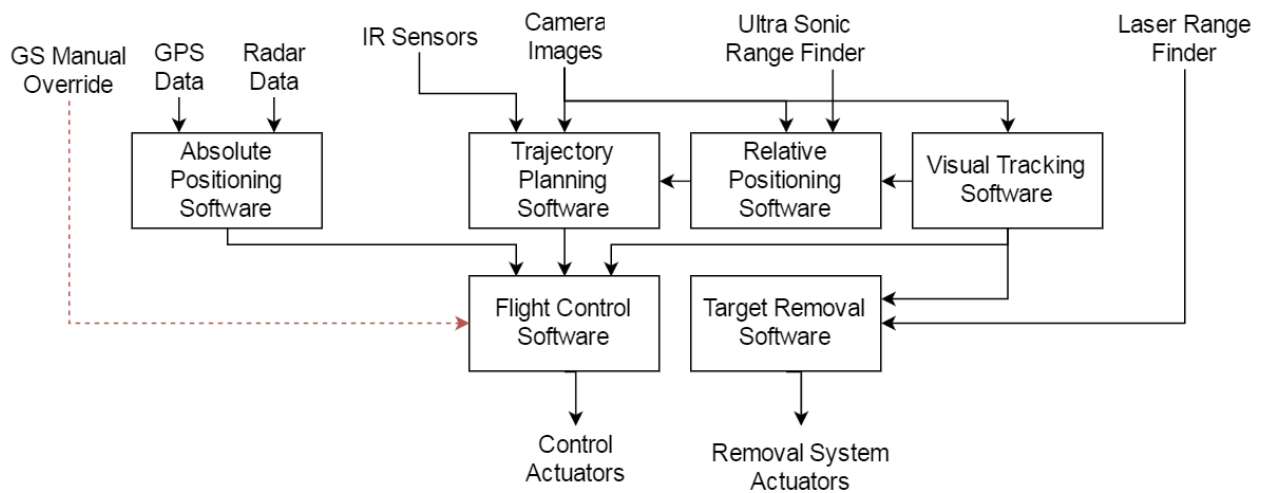 GS Manual
Override
GPS
Data
Radar
Data
IR Sensors
Camera
Images
Ultra Sonic
Range Finder
Laser Range
Finder
Absolute
Positioning
Software
Trajectory
Planning
Software
Relative
Positioning
Software
Visual Tracking
Software
Flight Control
Software
Target Removal
Software
Control
Actuators
Removal System
Actuators